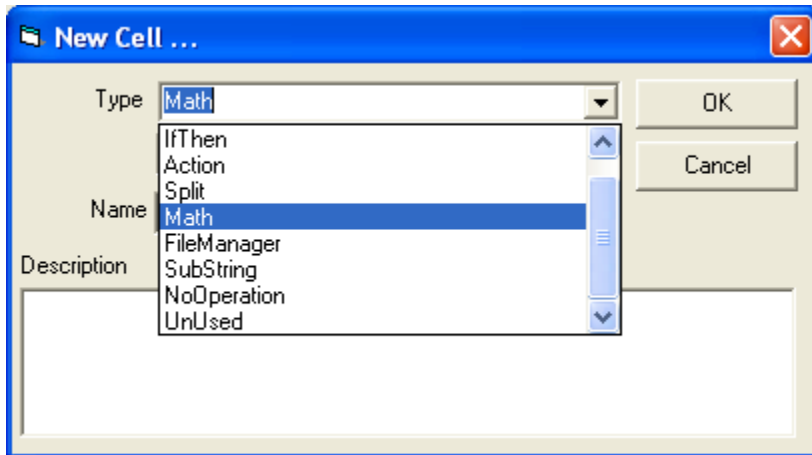 New Cell ...
Type Math OK
IfThen
Action Cancel
Split
Name Math
FileManager
Description SubString
NoOperation
UnUsed